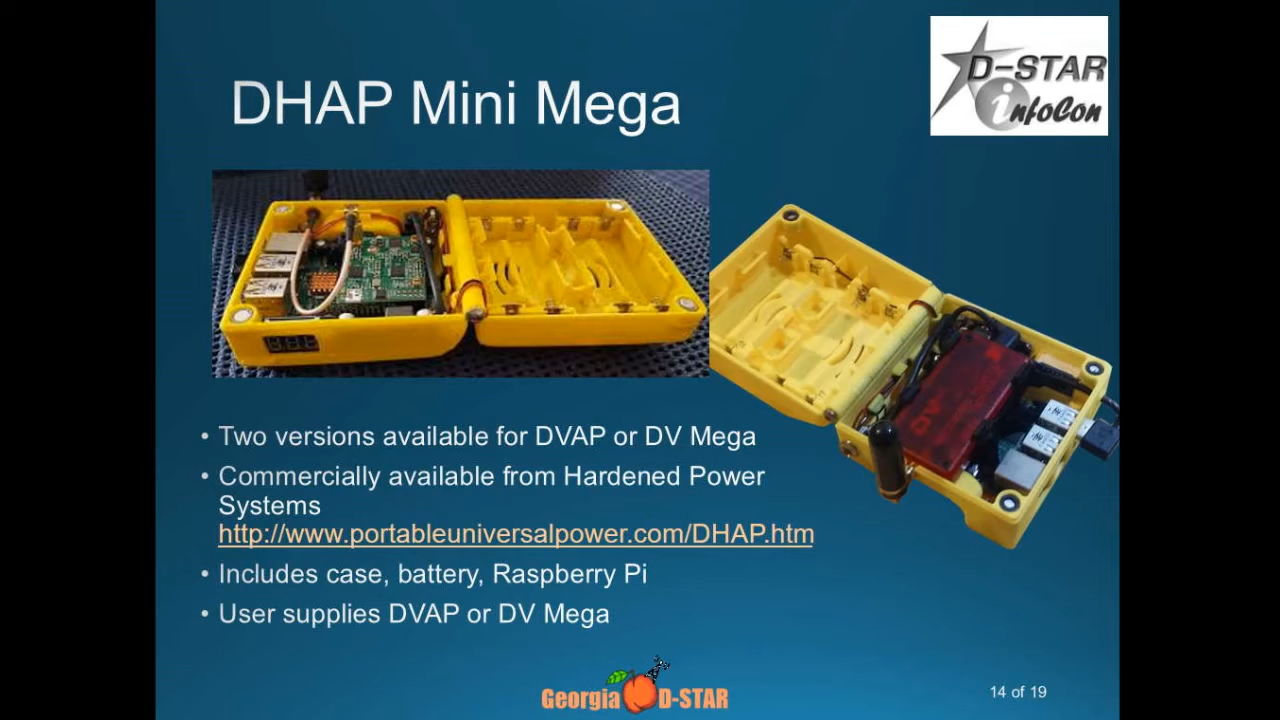 DHAP Mini Mega
D-STAR
infoCon
• Two versions available for DVAP or DV Mega
• Commercially available from Hardened Power
Systems
http://www.portableuniversalpower.com/DHAP.htm
• Includes case, battery, Raspberry Pi
• User supplies DVAP or DV Mega
Georgia D-STAR
14 of 19